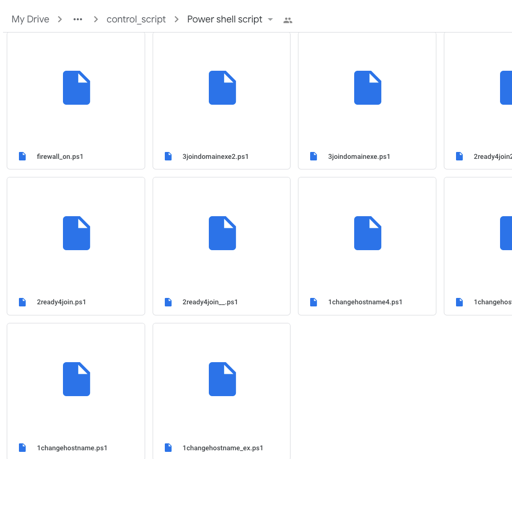 My Drive > ••• > control_script > Power shell script
firewall_on.ps1
3joindomainexe2.ps1
3joindomainexe.ps1
2ready4join2
2ready4join.ps1
2ready4join__.ps1
1changehostname4.ps1
1changehos
1changehostname.ps1
1changehostname_ex.ps1